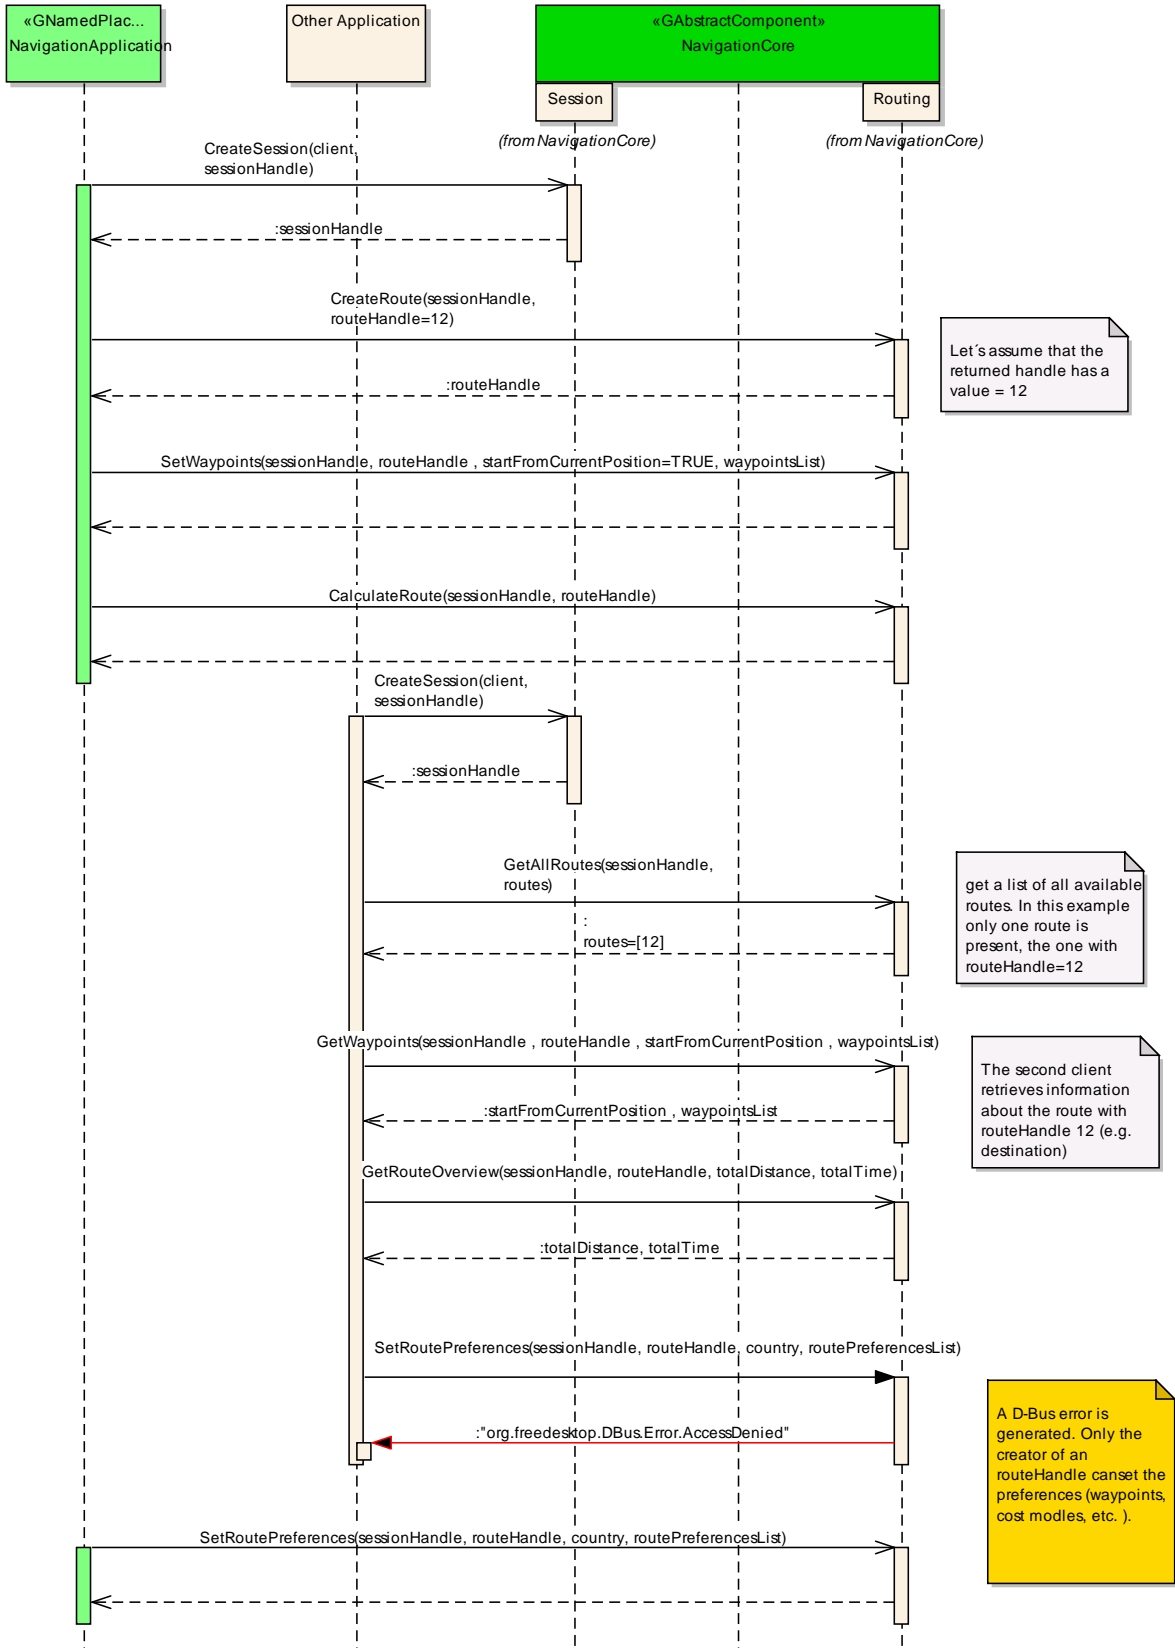 «GNamedPlac...
NavigationApplication
Other Application
«GAbstractComponent»
NavigationCore
Session
Routing
(from NavigationCore)
(from NavigationCore)
CreateSession(client,
sessionHandle)
:sessionHandle
CreateRoute(sessionHandle,
routeHandle=12)
Let´s assume that the
returned handle has a
value = 12
:routeHandle
SetWaypoints(sessionHandle, routeHandle , startFromCurrentPosition=TRUE, waypointsList)
CalculateRoute(sessionHandle, routeHandle)
CreateSession(client,
sessionHandle)
:sessionHandle
GetAllRoutes(sessionHandle,
routes)
:
routes=[12]
get a list of all available
routes. In this example
only one route is
present, the one with
routeHandle=12
GetWaypoints(sessionHandle , routeHandle , startFromCurrentPosition , waypointsList)
:startFromCurrentPosition , waypointsList
The second client
retrieves information
about the route with
routeHandle 12 (e.g.
destination)
GetRouteOverview(sessionHandle, routeHandle, totalDistance, totalTime)
:totalDistance, totalTime
SetRoutePreferences(sessionHandle, routeHandle, country, routePreferencesList)
:"org.freedesktop.DBus.Error.AccessDenied"
A D-Bus error is
generated. Only the
creator of an
routeHandle canset the
preferences (waypoints,
cost modles, etc. ).
SetRoutePreferences(sessionHandle, routeHandle, country, routePreferencesList)